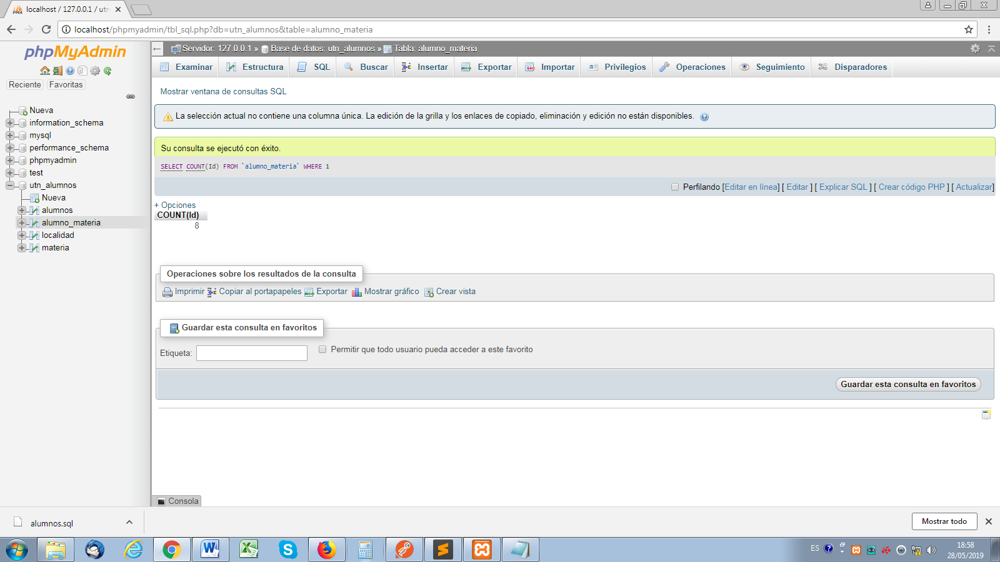 localhost / 127.0.0.1 / utn
localhost/phpmyadmin/tbl_sql.php?db=utn_alumnos&table=alumno_materia
phpMyAdmin
Reciente Favoritas
Nueva
information_schema
mysql
performance_schema
phpmyadmin
test
utn_alumnos
Nueva
alumnos
alumno_materia
localidad
materia
Servidor: 127.0.0.1 » Base de datos: utn_alumnos » Tabla: alumno_materia
Examinar Estructura SQL Buscar Insertar Exportar Importar Privilegios Operaciones Seguimiento Disparadores
Mostrar ventana de consultas SQL
La selección actual no contiene una columna única. La edición de la grilla y los enlaces de copiado, eliminación y edición no están disponibles.
Su consulta se ejecutó con éxito.
SELECT COUNT(Id) FROM `alumno_materia` WHERE 1
Perfilando [Editar en línea] [ Editar ] [ Explicar SQL ] [ Crear código PHP ] [ Actualizar]
+ Opciones
COUNT(Id)
8
Operaciones sobre los resultados de la consulta
Imprimir Copiar al portapapeles Exportar Mostrar gráfico Crear vista
Guardar esta consulta en favoritos
Etiqueta: Permitir que todo usuario pueda acceder a este favorito
Guardar esta consulta en favoritos
Consola
alumnos.sql
Mostrar todo
ES
18:58
28/05/2019